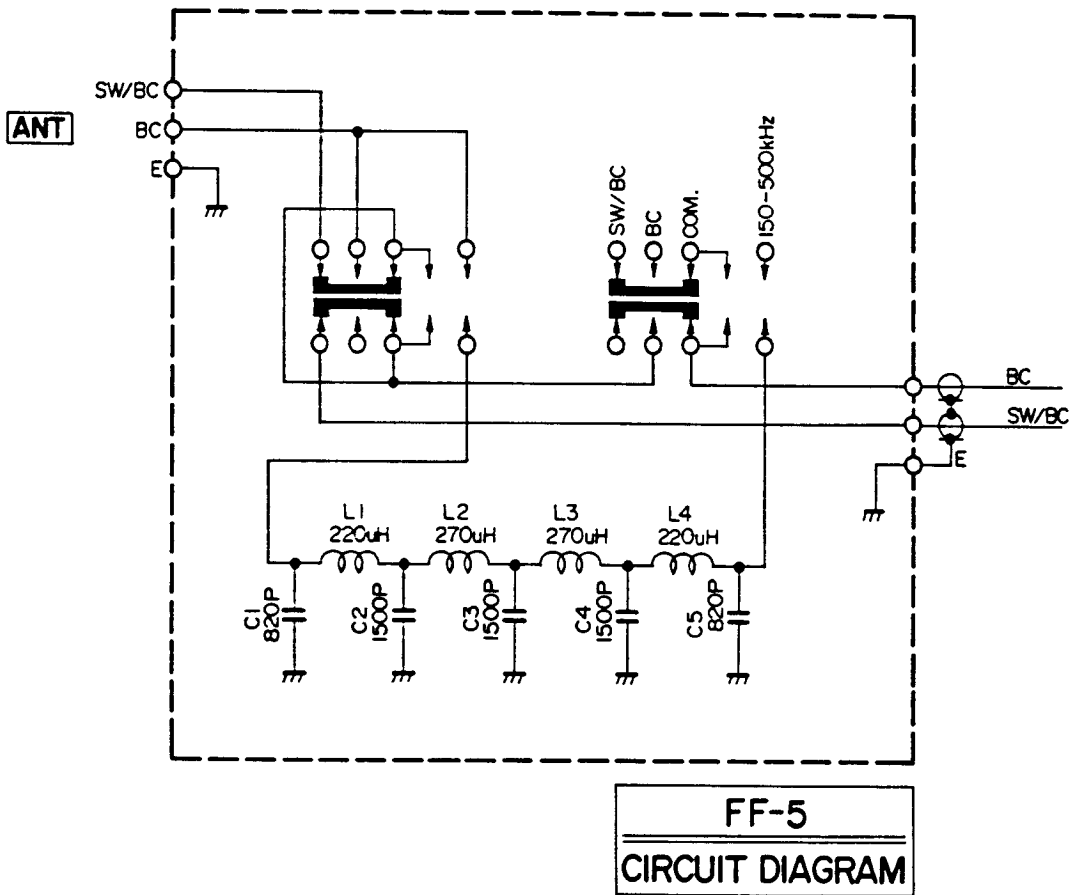 SW/BC
ANT
BC
E
SW/BC
BC
COM.
150-500kHz
BC
SW/BC
E
L1
220uH
L2
270uH
L3
270uH
L4
220uH
C1
820P
C2
1500P
C3
1500P
C4
1500P
C5
820P
FF-5
CIRCUIT DIAGRAM